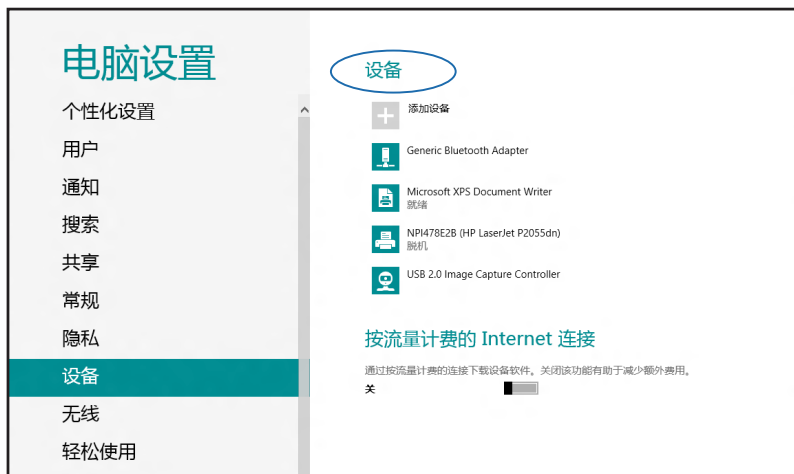 电脑设置
个性化设置
用户
通知
搜索
共享
常规
隐私
设备
无线
轻松使用
设备
添加设备
Generic Bluetooth Adapter
Microsoft XPS Document Writer
就绪
NPI478E2B (HP LaserJet P2055dn)
脱机
USB 2.0 Image Capture Controller
按流量计费的 Internet 连接
通过按流量计费的连接下载设备软件。关闭该功能有助于减少额外费用。
关